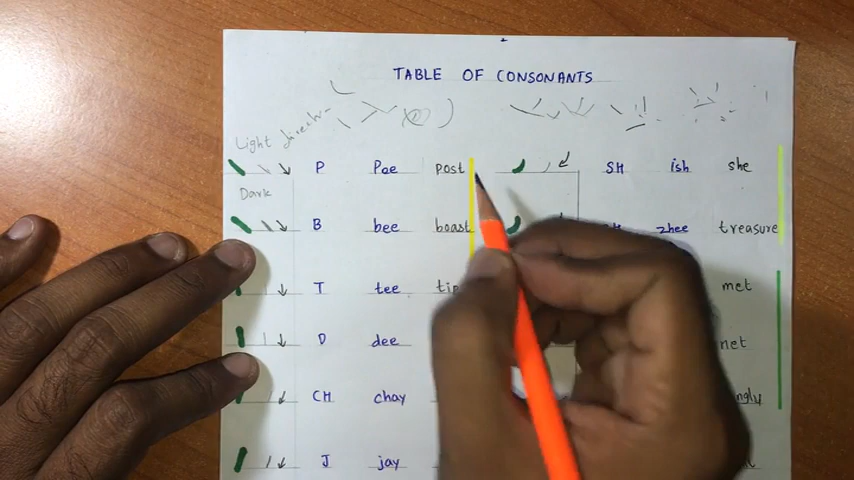 TABLE OF CONSONANTS
Light
P Pee post SH ish she
Dark
B bee boast zhee treasure
T tee met
D dee net
CH chay
J jay